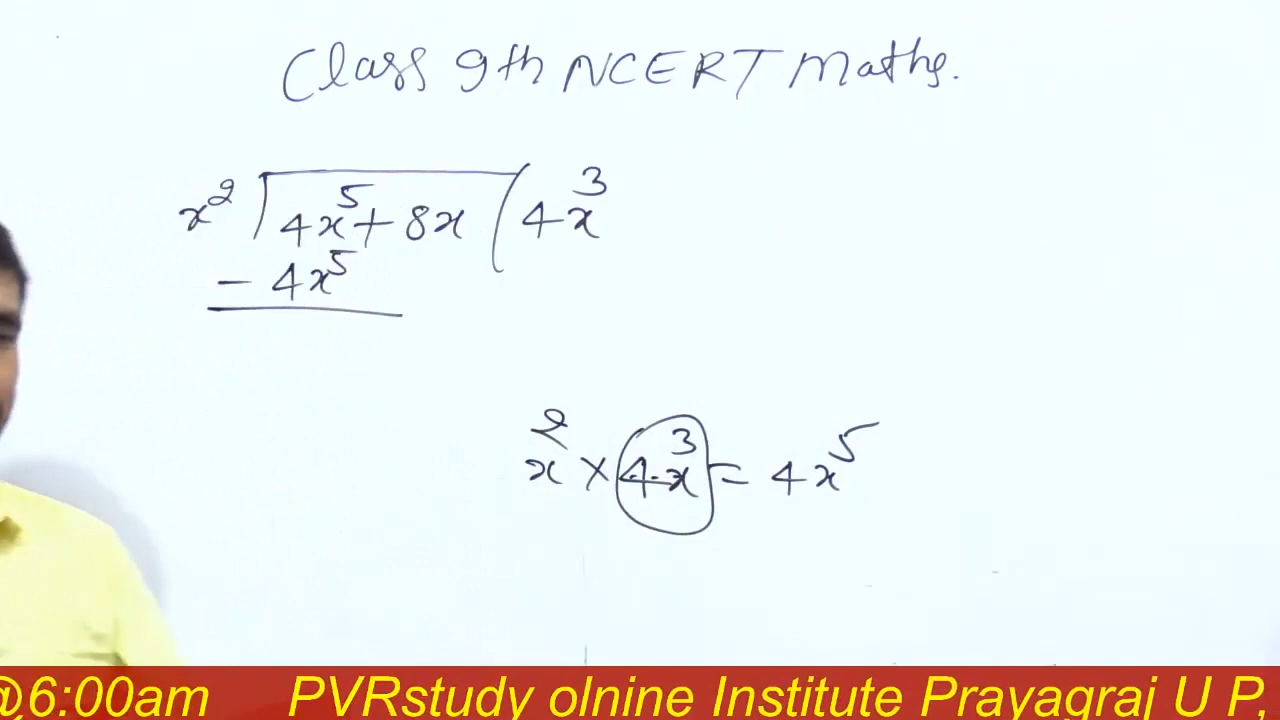 Class 9th NCERT Maths.
x² ) 4x⁵ + 8x ( 4x³
- 4x⁵
x² × 4x³ = 4x⁵
@6:00am PVRstudy olnine Institute Prayagraj U P,